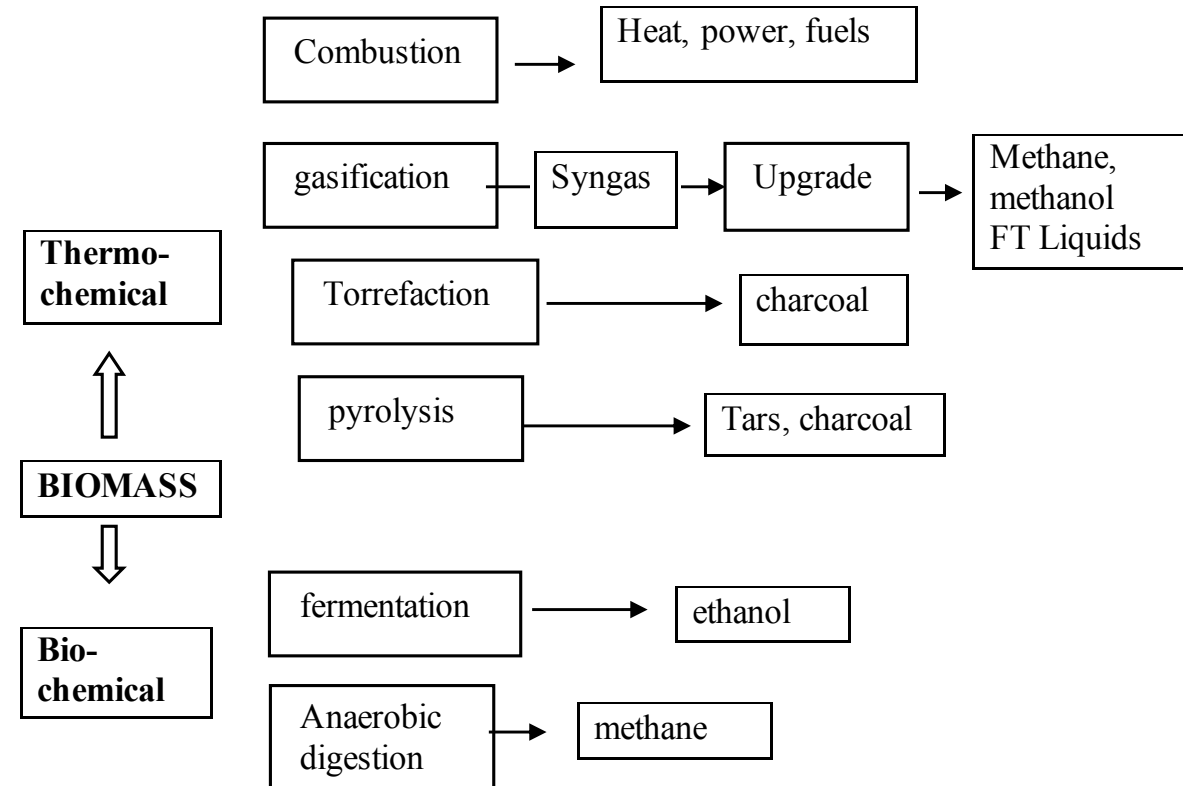 Combustion
Heat, power, fuels
gasification
Syngas
Upgrade
Methane,
methanol
FT Liquids
Thermo-
chemical
Torrefaction
charcoal
pyrolysis
Tars, charcoal
BIOMASS
fermentation
ethanol
Bio-
chemical
Anaerobic
digestion
methane